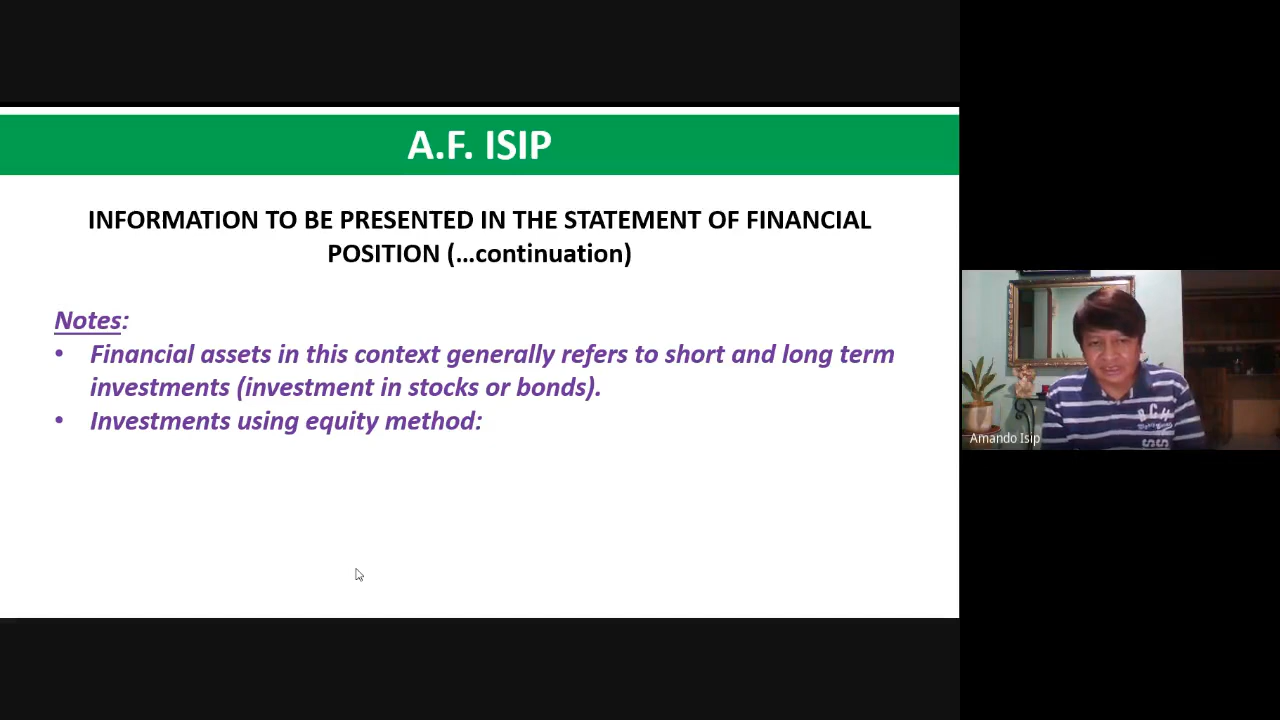 A.F. ISIP
INFORMATION TO BE PRESENTED IN THE STATEMENT OF FINANCIAL
POSITION (...continuation)
Notes:
• Financial assets in this context generally refers to short and long term
investments (investment in stocks or bonds).
• Investments using equity method:
Amando Isip